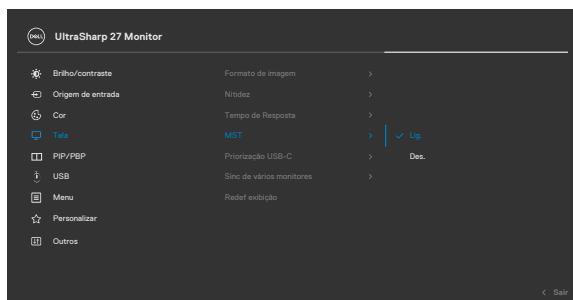 DELL UltraSharp 27 Monitor
Brilho/contraste Formato de imagem
Origem de entrada Nitidez
Cor Tempo de Resposta
Tela MST Lig.
PIP/PBP Priorização USB-C Des.
USB Sinc de vários monitores
Menu Redef exibição
Personalizar
Outros
Sair